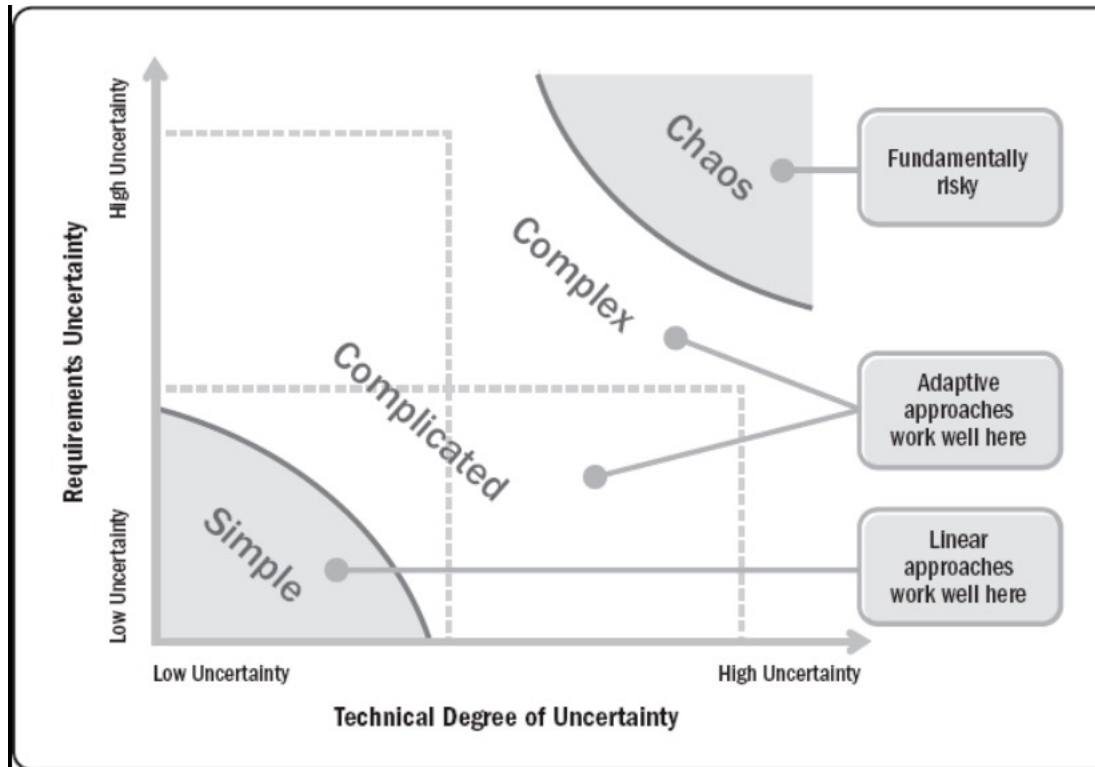 High Uncertainty
Requirements Uncertainty
Low Uncertainty
Chaos
Complex
Complicated
Simple
Fundamentally
risky
Adaptive
approaches
work well here
Linear
approaches
work well here
Low Uncertainty
High Uncertainty
Technical Degree of Uncertainty